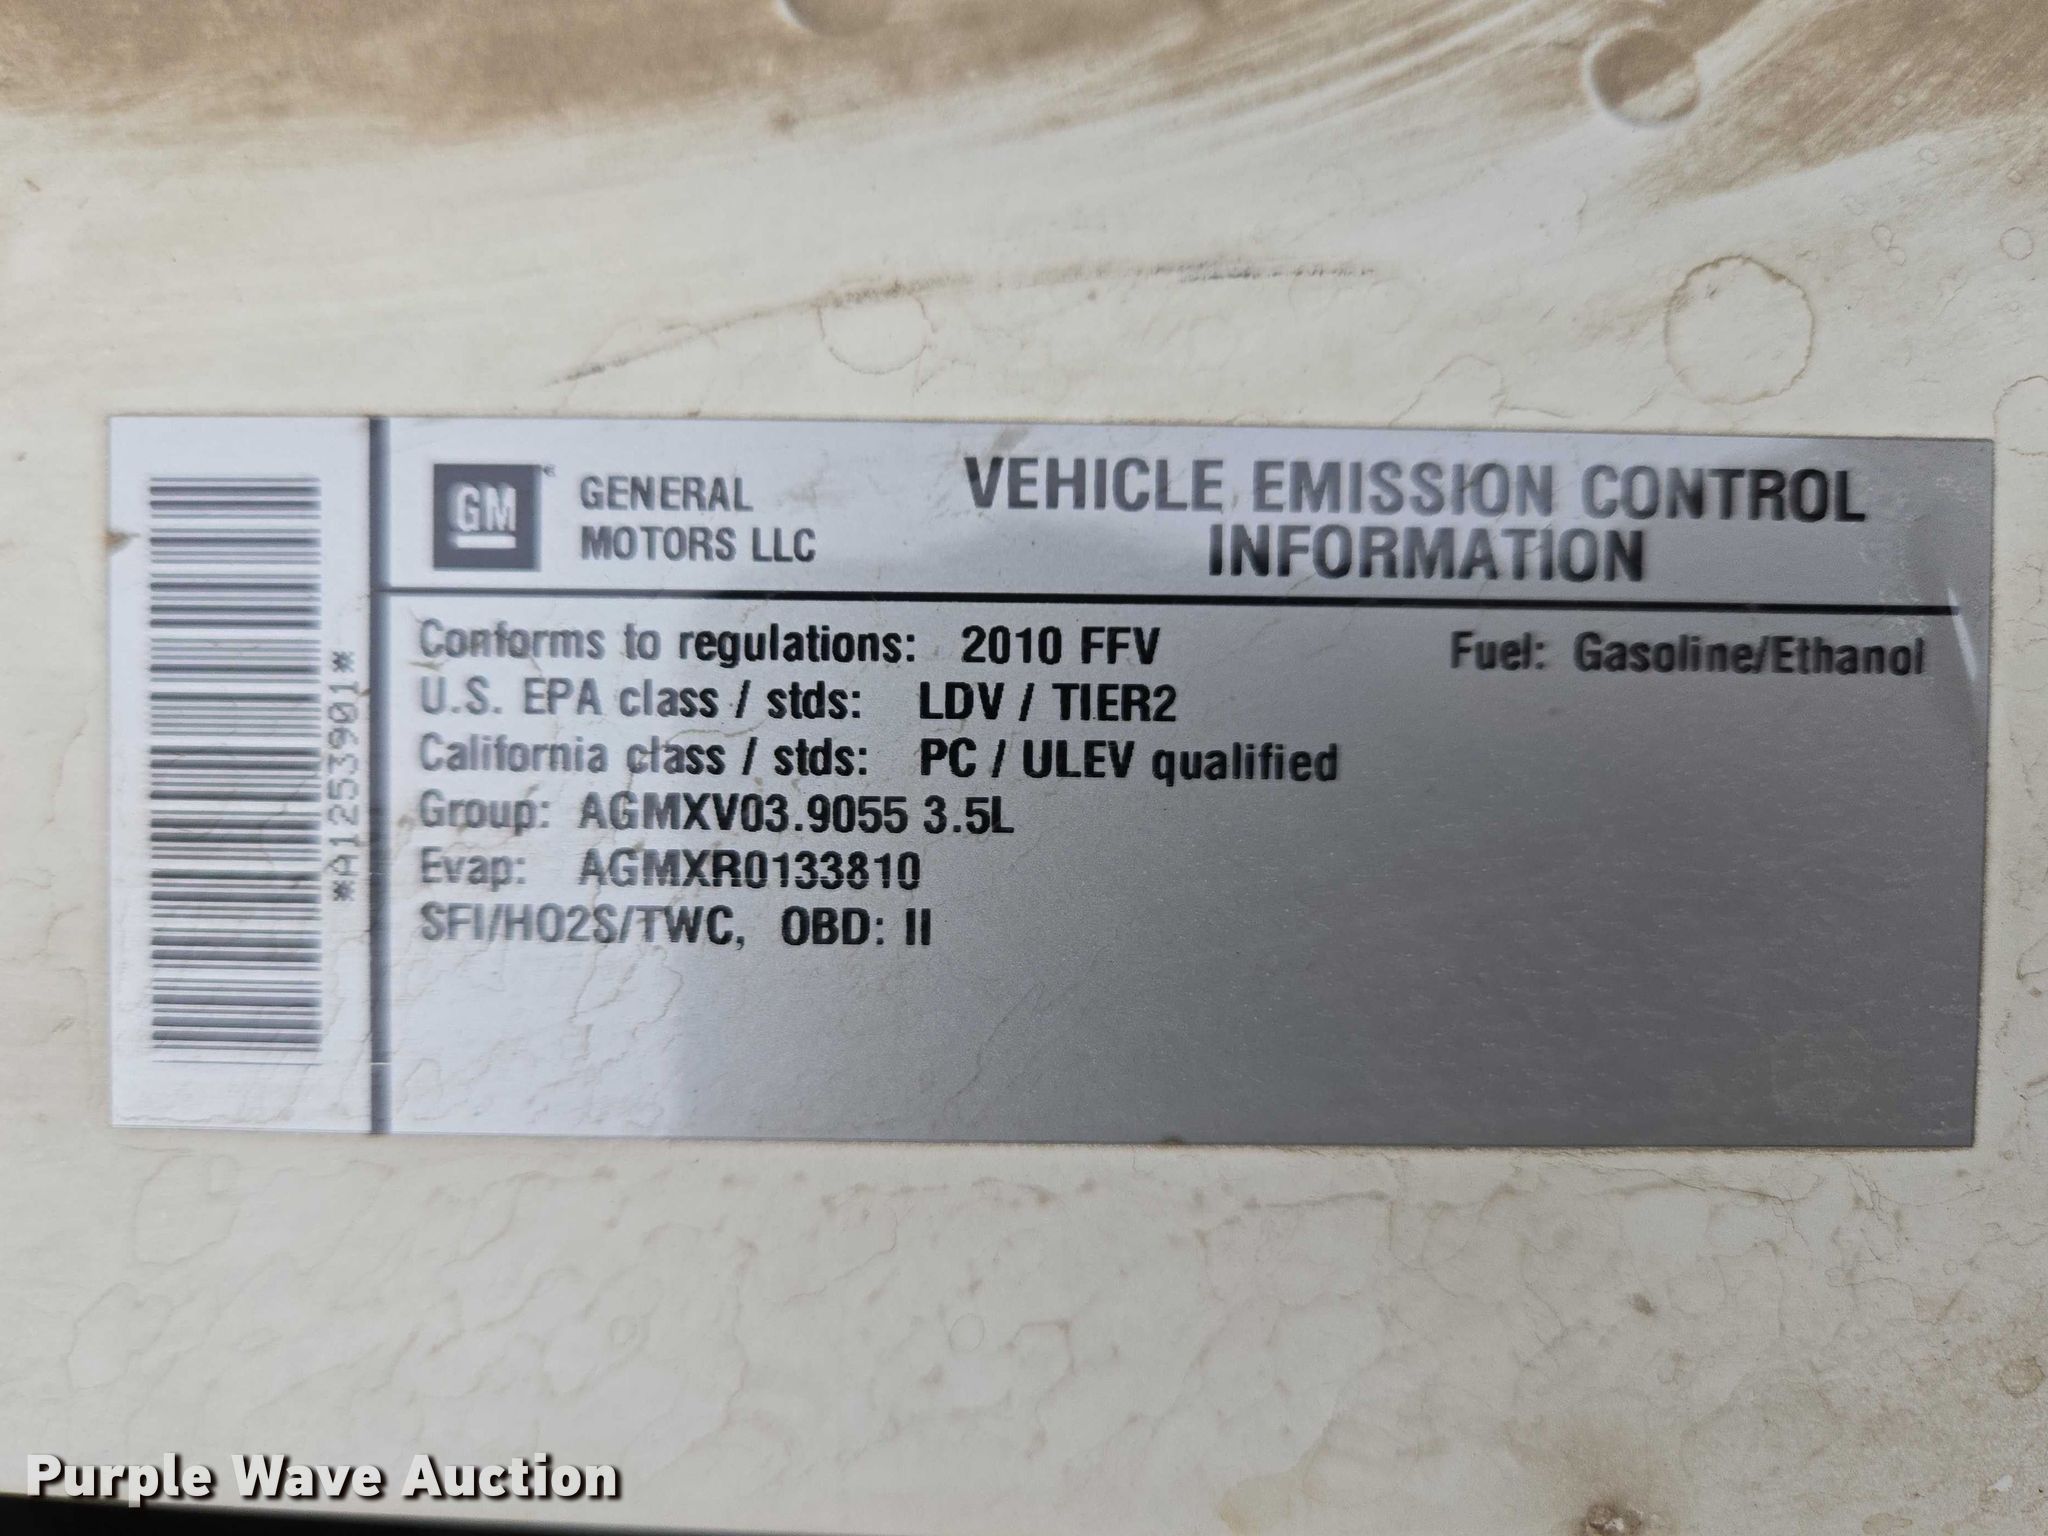 *A1253901*
GM
GENERAL
MOTORS LLC
VEHICLE EMISSION CONTROL
INFORMATION
Conforms to regulations: 2010 FFV Fuel: Gasoline/Ethanol
U.S. EPA class / stds: LDV / TIER2
California class / stds: PC / ULEV qualified
Group: AGMXV03.9055 3.5L
Evap: AGMXR0133810
SFI/HO2S/TWC, OBD: II
Purple Wave Auction